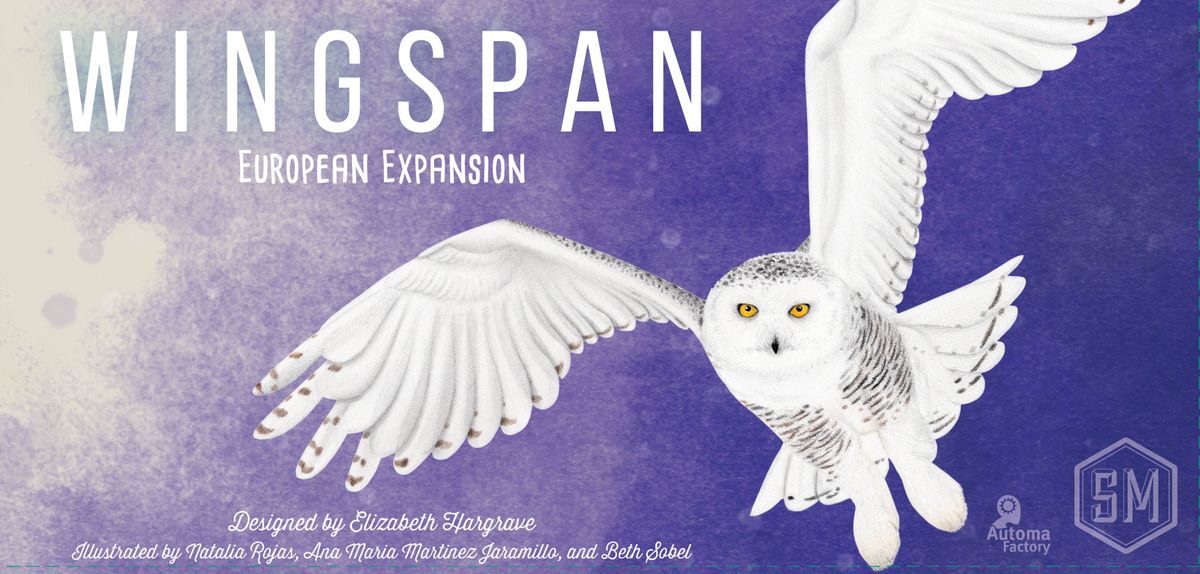 WINGSPAN
EUROPEAN EXPANSION
Designed by Elizabeth Hargrave
Illustrated by Natalia Rojas, Ana Maria Martinez Jaramillo, and Beth Sobel
Automa
Factory
SM